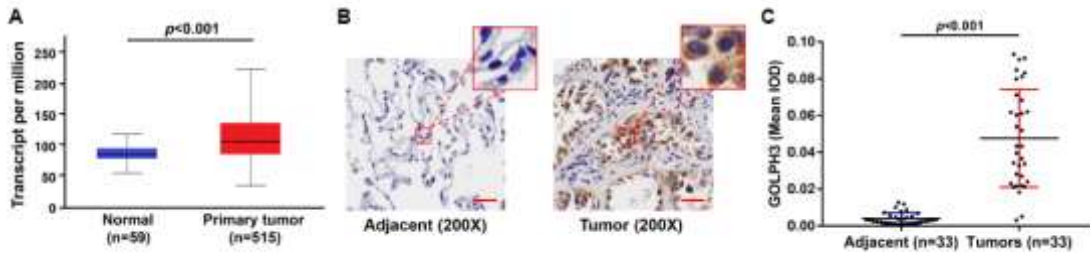 A
p<0.001
Transcript per million
250
200
150
100
50
0
Normal
(n=59)
Primary tumor
(n=515)
B
Adjacent (200X)
Tumor (200X)
C
p<0.001
GOLPH3 (Mean IOD)
0.10
0.08
0.06
0.04
0.02
0.00
Adjacent (n=33)
Tumors (n=33)